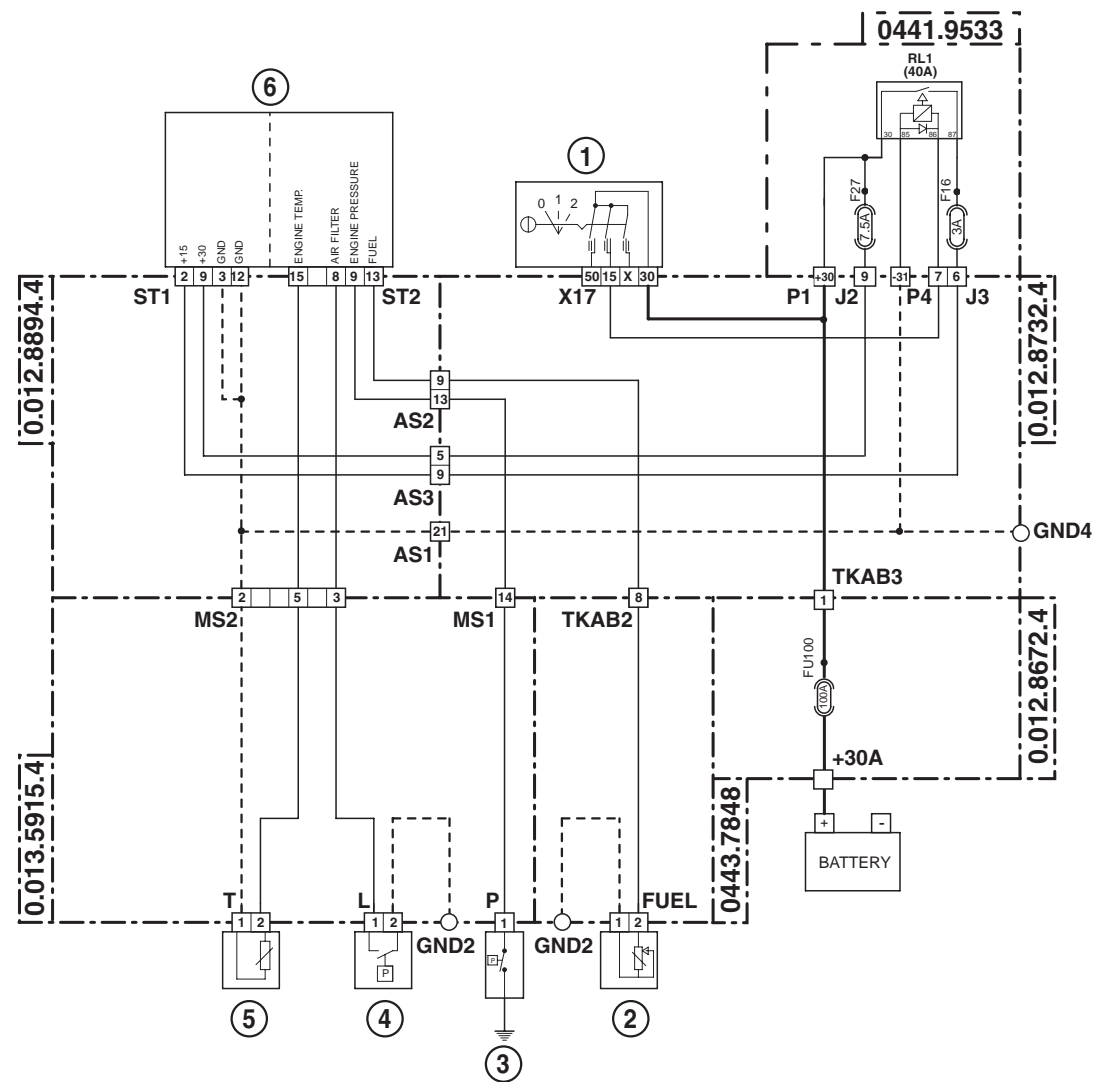 0441.9533
RL1
(40A)
30 85 86 87
6
1
0 1 2
F27
7.5A
F16
3A
+15
+30
GND
GND
ENGINE TEMP.
AIR FILTER
ENGINE PRESSURE
FUEL
2 9 3 12
15 8 9 13
50 15 X 30
+30 9 -31 7 6
ST1
ST2
X17
P1 J2 P4 J3
0.012.8894.4
0.012.8732.4
9
13
AS2
5
9
AS3
21
AS1
GND4
TKAB3
2 5 3
14
8
1
MS2
MS1
TKAB2
FU100
100A
0.012.8672.4
+30A
+ -
BATTERY
0.013.5915.4
0443.7848
T L P FUEL
1 2
1 2
1
1 2
GND2
GND2
P
P
5
4
3
2